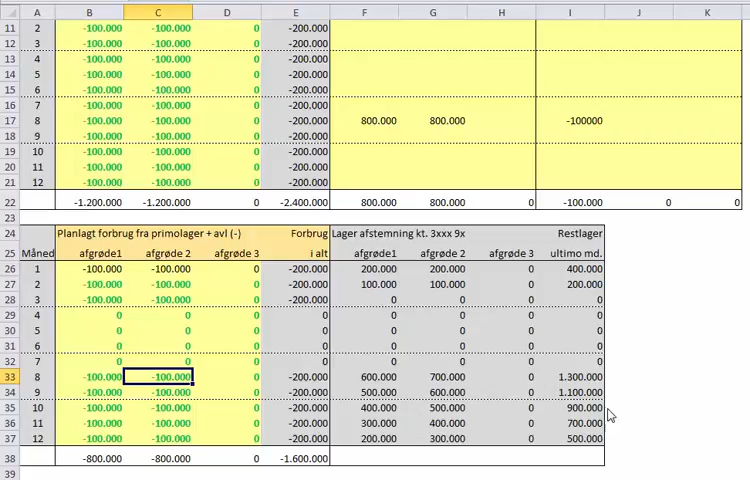 A B C D E F G H I J K
11 2 -100.000 -100.000 0 -200.000
12 3 -100.000 -100.000 0 -200.000
13 4 -100.000 -100.000 0 -200.000
14 5 -100.000 -100.000 0 -200.000
15 6 -100.000 -100.000 0 -200.000
16 7 -100.000 -100.000 0 -200.000
17 8 -100.000 -100.000 0 -200.000 800.000 800.000 -100000
18 9 -100.000 -100.000 0 -200.000
19 10 -100.000 -100.000 0 -200.000
20 11 -100.000 -100.000 0 -200.000
21 12 -100.000 -100.000 0 -200.000
22 -1.200.000 -1.200.000 0 -2.400.000 800.000 800.000 0 -100.000 0 0
23
24 Planlagt forbrug fra primolager + avl (-) Forbrug Lager afstemning kt. 3xxx 9x Restlager
25 Måned afgrøde1 afgrøde 2 afgrøde 3 i alt afgrøde1 afgrøde 2 afgrøde 3 ultimo md.
26 1 -100.000 -100.000 0 -200.000 200.000 200.000 0 400.000
27 2 -100.000 -100.000 0 -200.000 100.000 100.000 0 200.000
28 3 -100.000 -100.000 0 -200.000 0 0 0 0
29 4 0 0 0 0 0 0 0 0
30 5 0 0 0 0 0 0 0 0
31 6 0 0 0 0 0 0 0 0
32 7 0 0 0 0 0 0 0 0
33 8 -100.000 -100.000 0 -200.000 600.000 700.000 0 1.300.000
34 9 -100.000 -100.000 0 -200.000 500.000 600.000 0 1.100.000
35 10 -100.000 -100.000 0 -200.000 400.000 500.000 0 900.000
36 11 -100.000 -100.000 0 -200.000 300.000 400.000 0 700.000
37 12 -100.000 -100.000 0 -200.000 200.000 300.000 0 500.000
38 -800.000 -800.000 0 -1.600.000
39